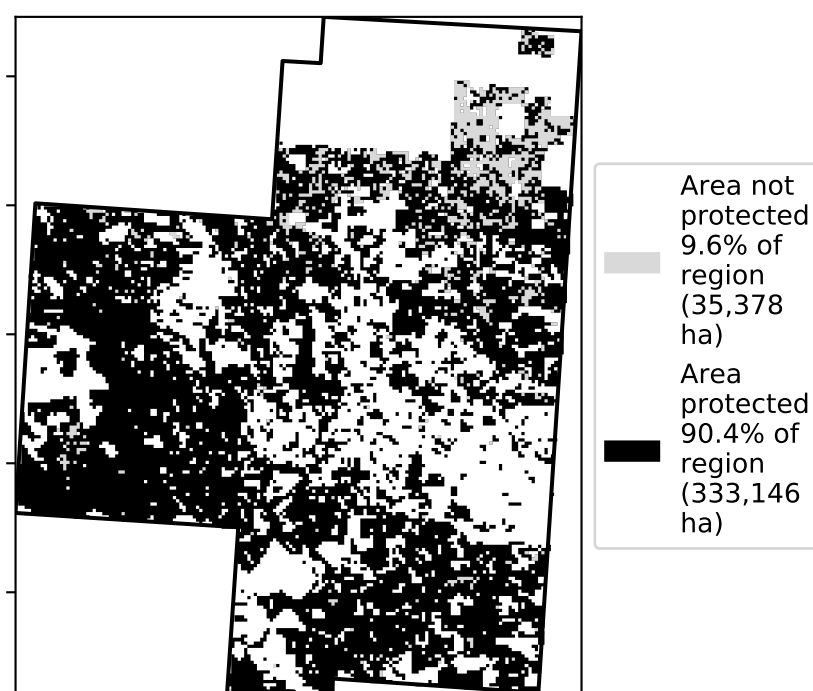 Area not
protected
9.6% of
region
(35,378
ha)
Area
protected
90.4% of
region
(333,146
ha)